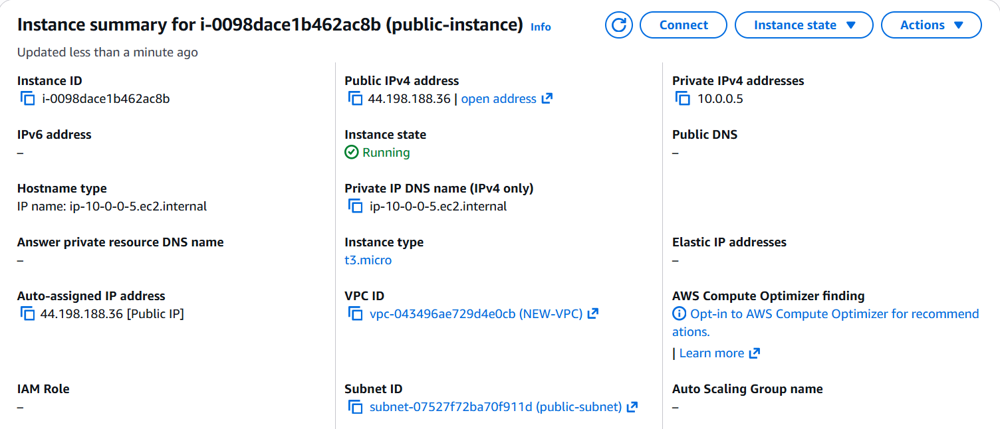 Instance summary for i-0098dace1b462ac8b (public-instance) Info
Connect
Instance state
Actions
Updated less than a minute ago
Instance ID
i-0098dace1b462ac8b
Public IPv4 address
44.198.188.36 | open address
Private IPv4 addresses
10.0.0.5
IPv6 address
–
Instance state
Running
Public DNS
–
Hostname type
IP name: ip-10-0-0-5.ec2.internal
Private IP DNS name (IPv4 only)
ip-10-0-0-5.ec2.internal
Answer private resource DNS name
–
Instance type
t3.micro
Elastic IP addresses
–
Auto-assigned IP address
44.198.188.36 [Public IP]
VPC ID
vpc-043496ae729d4e0cb (NEW-VPC)
AWS Compute Optimizer finding
Opt-in to AWS Compute Optimizer for recommend
ations.
| Learn more
IAM Role
–
Subnet ID
subnet-07527f72ba70f911d (public-subnet)
Auto Scaling Group name
–